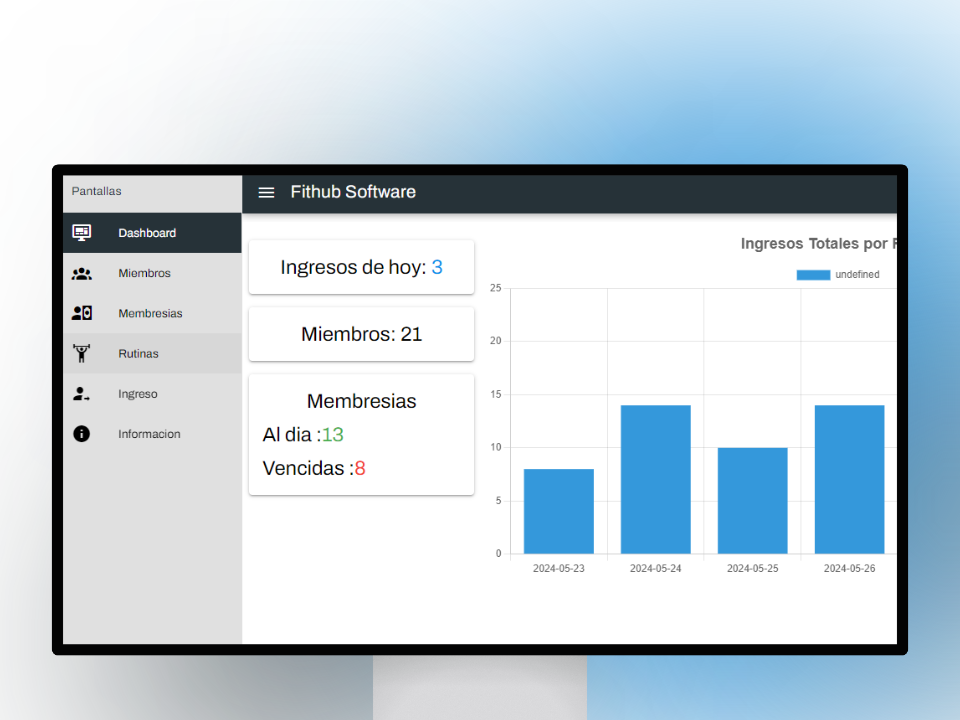 Pantallas
Fithub Software
Dashboard
Miembros
Membresias
Rutinas
Ingreso
Informacion
Ingresos de hoy: 3
Miembros: 21
Membresias
Al dia :13
Vencidas :8
Ingresos Totales por
undefined
25
20
15
10
5
0
2024-05-23
2024-05-24
2024-05-25
2024-05-26